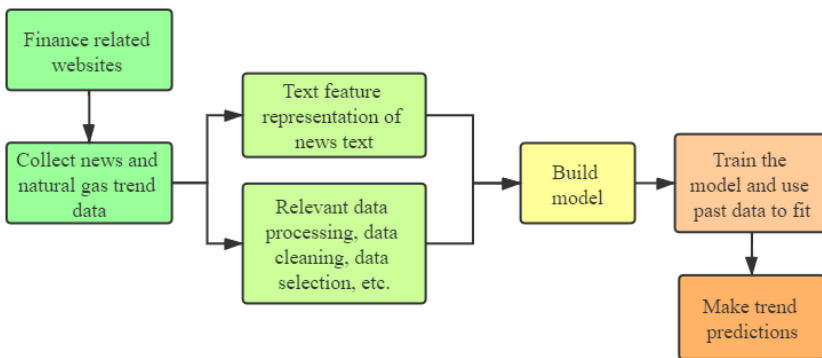 Finance related
websites
Collect news and
natural gas trend
data
Text feature
representation of
news text
Relevant data
processing, data
cleaning, data
selection, etc.
Build
model
Train the
model and use
past data to fit
Make trend
predictions